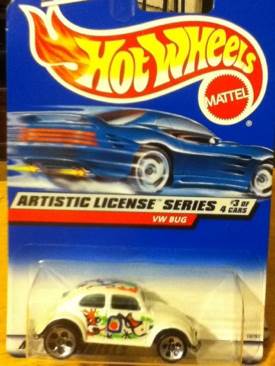 Hot Wheels
MATTEL
ARTISTIC LICENSE SERIES #3 OF
4 CARS
VW BUG